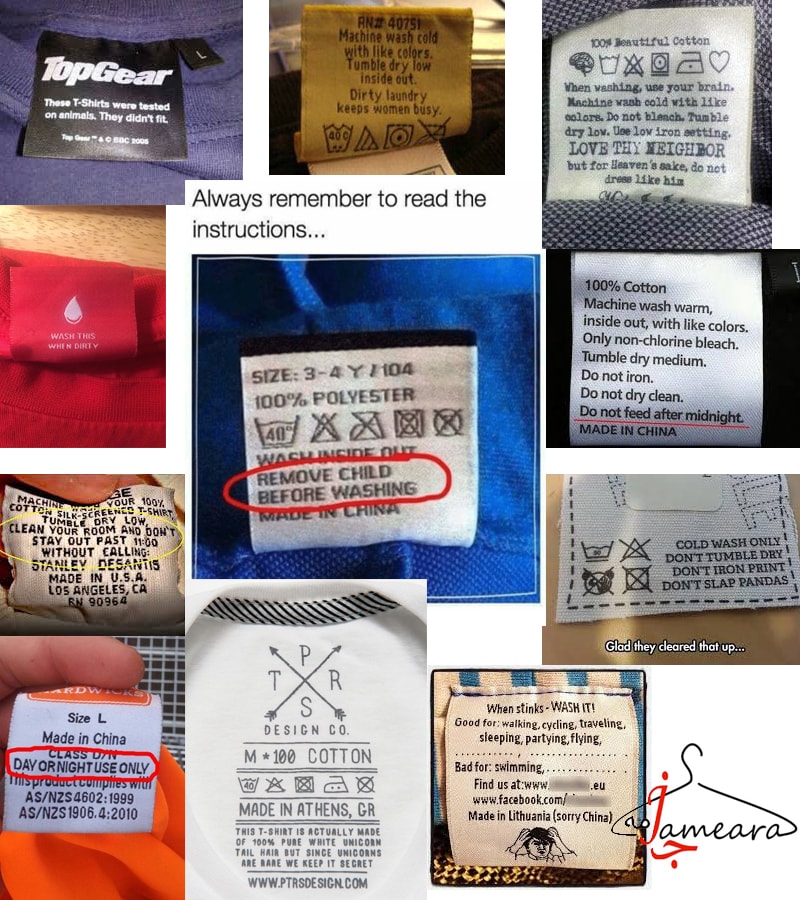 TopGear
L
These T-Shirts were tested
on animals. They didn't fit.
Top Gear ™ & © BBC 2005
RN# 40751
Machine wash cold
with like colors.
Tumble dry low
inside out.
Dirty laundry
keeps women busy.
40°
100% Beautiful Cotton
When washing, use your brain.
Machine wash cold with like
colors. Do not bleach. Tumble
dry low. Use low iron setting.
LOVE THY NEIGHBOR
but for Heaven's sake, do not
dress like him
Always remember to read the
instructions...
WASH THIS
WHEN DIRTY
SIZE: 3-4 Y / 104
100% POLYESTER
40°
WASH INSIDE OUT
REMOVE CHILD
BEFORE WASHING
MADE IN CHINA
100% Cotton
Machine wash warm,
inside out, with like colors.
Only non-chlorine bleach.
Tumble dry medium.
Do not iron.
Do not dry clean.
Do not feed after midnight.
MADE IN CHINA
MACHINE WASH YOUR 100%
COTTON SILK-SCREENED T-SHIRT
TUMBLE DRY LOW,
CLEAN YOUR ROOM AND DON'T
STAY OUT PAST 11:00
WITHOUT CALLING:
STANLEY DESANTIS
MADE IN U.S.A.
LOS ANGELES, CA
RN 90964
COLD WASH ONLY
DON'T TUMBLE DRY
DON'T IRON PRINT
DON'T SLAP PANDAS
Glad they cleared that up...
ARDWICKS
Size L
Made in China
CLASS D/N
DAY OR NIGHT USE ONLY
This product complies with
AS/NZS 4602:1999
AS/NZS 1906.4:2010
P
T R
S
DESIGN CO.
M * 100 COTTON
40°
MADE IN ATHENS, GR
THIS T-SHIRT IS ACTUALLY MADE
OF 100% PURE WHITE UNICORN
TAIL HAIR BUT SINCE UNICORNS
ARE RARE WE KEEP IT SECRET
WWW.PTRSDESIGN.COM
When stinks - WASH IT!
Good for: walking, cycling, traveling,
sleeping, partying, flying,
..............................
Bad for: swimming,..............
Find us at:www. .eu
www.facebook.com/
Made in Lithuania (sorry China)
Jameara